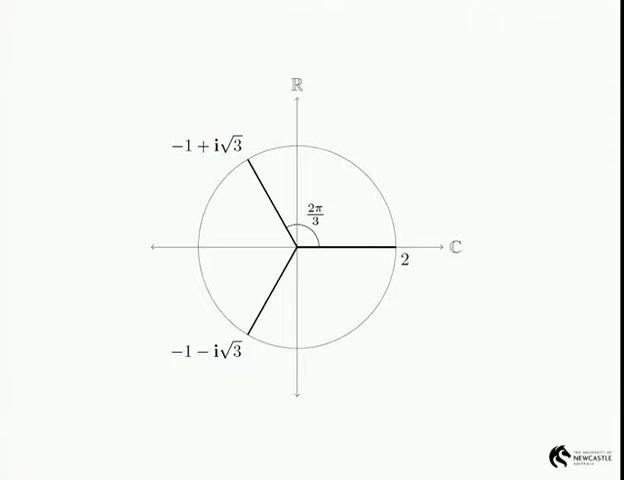 ℝ
−1 + i√3
2π/3
ℂ
2
−1 − i√3
THE UNIVERSITY OF
NEWCASTLE
AUSTRALIA